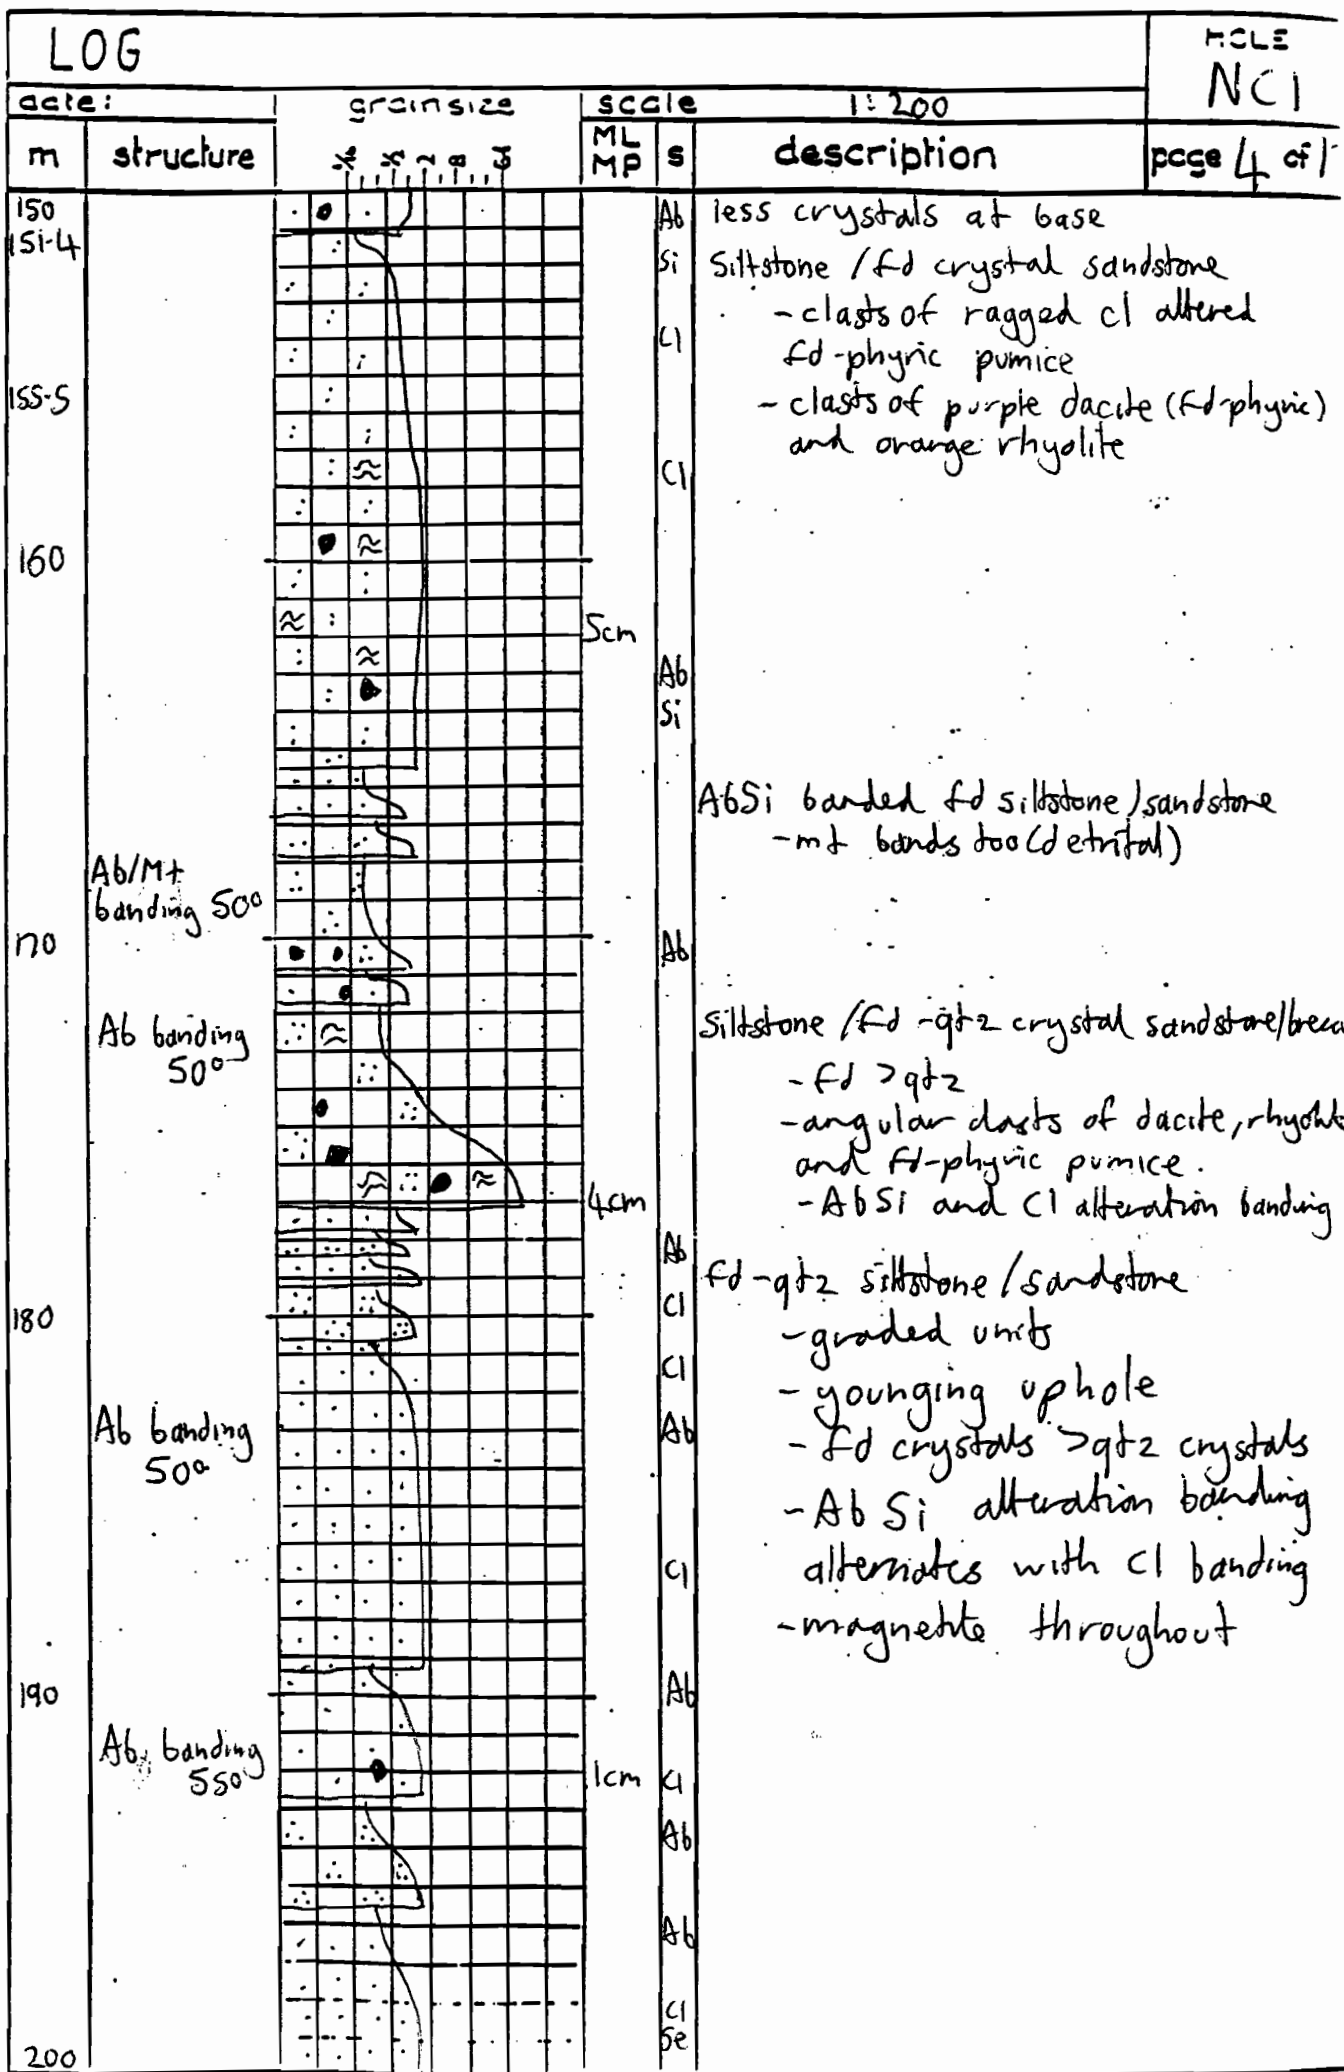 LOG
HOLE
NC1
date:
grainsize
scale
1:200
m
structure
2
8
64
ML
MP
s
description
page 4 of
150
151.4
Ab
less crystals at base
Si
Siltstone / fd crystal sandstone
- clasts of ragged cl altered
Cl
fd-phyric pumice
155.5
- clasts of purple dacite (fd-phyric)
and orange rhyolite
Cl
160
5cm
Ab
Si
AbSi banded fd siltstone / sandstone
- mt bands too (detrital)
Ab/Mt
banding 50°
170
Ab
Ab banding
50°
Siltstone / fd -qtz crystal sandstone/
- fd > qtz
- angular clasts of dacite,
and fd-phyric pumice.
4cm
- AbSi and Cl alteration banding
Ab
fd-qtz siltstone / sandstone
Cl
180
- graded units
Cl
- younging uphole
Ab banding
50°
Ab
- fd crystals > qtz crystals
- Ab Si alteration banding
Cl
alternates with Cl banding
- magnetite throughout
190
Ab
Ab banding
55°
1cm
Cl
Ab
Ab
Cl
Se
200